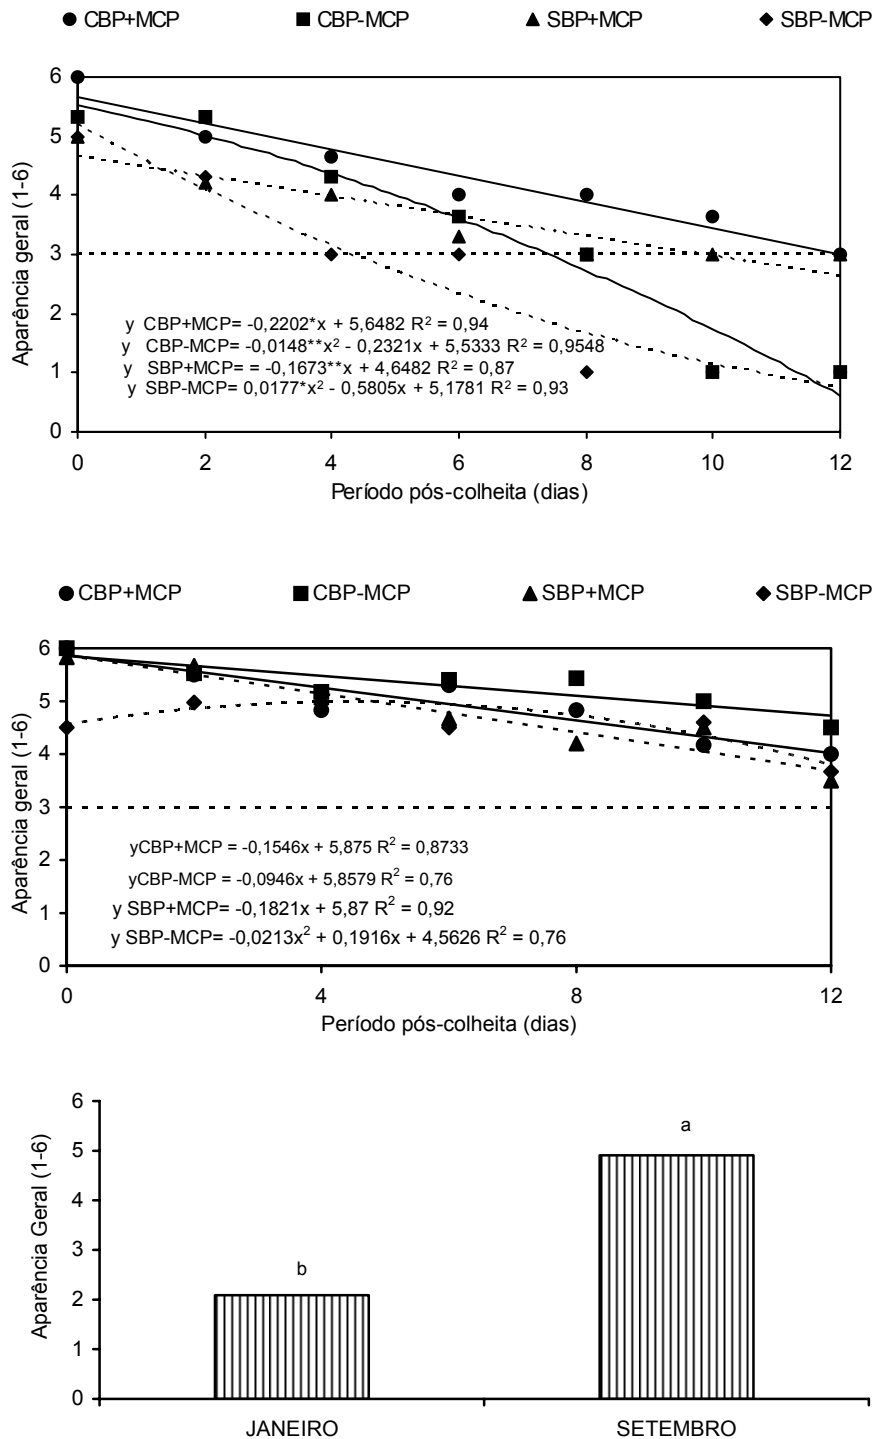 CBP+MCP CBP-MCP SBP+MCP SBP-MCP
Aparência geral (1-6)
6
5
4
3
2
1
0
y CBP+MCP= -0,2202*x + 5,6482 R² = 0,94
y CBP-MCP= -0,0148**x² - 0,2321x + 5,5333 R² = 0,9548
y SBP+MCP= = -0,1673**x + 4,6482 R² = 0,87
y SBP-MCP= 0,0177*x² - 0,5805x + 5,1781 R² = 0,93
0 2 4 6 8 10 12
Período pós-colheita (dias)
CBP+MCP CBP-MCP SBP+MCP SBP-MCP
Aparência geral (1-6)
6
5
4
3
2
1
0
yCBP+MCP = -0,1546x + 5,875 R² = 0,8733
yCBP-MCP = -0,0946x + 5,8579 R² = 0,76
y SBP+MCP= -0,1821x + 5,87 R² = 0,92
y SBP-MCP= -0,0213x² + 0,1916x + 4,5626 R² = 0,76
0 4 8 12
Período pós-colheita (dias)
Aparência Geral (1-6)
6
5
4
3
2
1
0
a
b
JANEIRO SETEMBRO